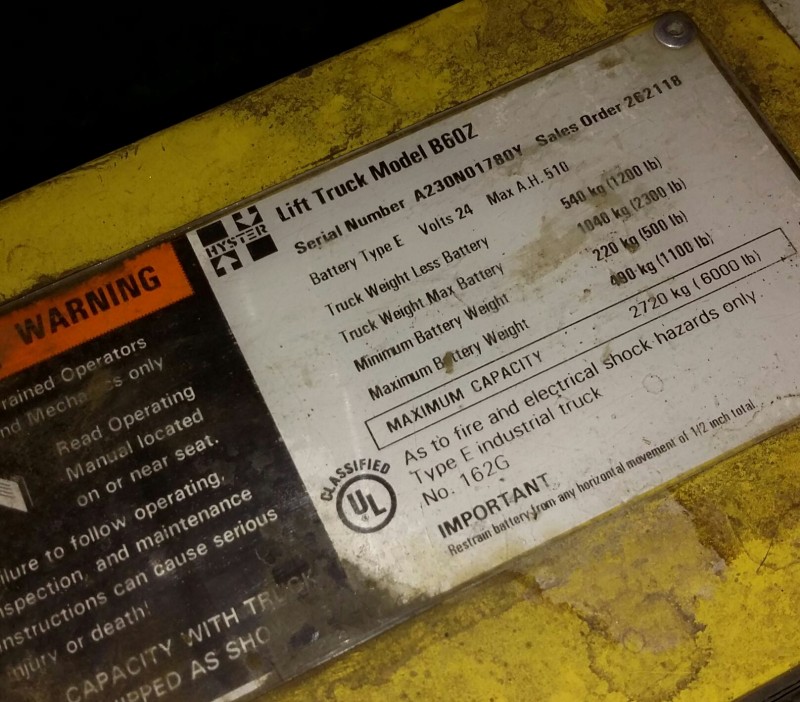 WARNING
rained Operators
nd Mecha cs only
Read Operating
Manual located
on or near seat.
ilure to follow operating,
nspection, and maintenance
instructions can cause serious
injury or death!
CAPACITY WITH TRUCK
IPPED AS SHO
HYSTER
Lift Truck Model B60Z
Serial Number A230N01780Y Sales Order 262118
Battery Type E Volts 24 Max A.H. 510
Truck Weight Less Battery 540 kg (1200 lb)
Truck Weight Max Battery 1040 kg (2300 lb)
Minimum Battery Weight 220 kg (500 lb)
Maximum Battery Weight 490 kg (1100 lb)
MAXIMUM CAPACITY 2720 kg ( 6000 lb)
As to fire and electrical shock hazards only.
Type E industrial truck
No. 162G
CLASSIFIED
UL
®
IMPORTANT
Restrain battery from any horizontal movement of 1/2 inch total.